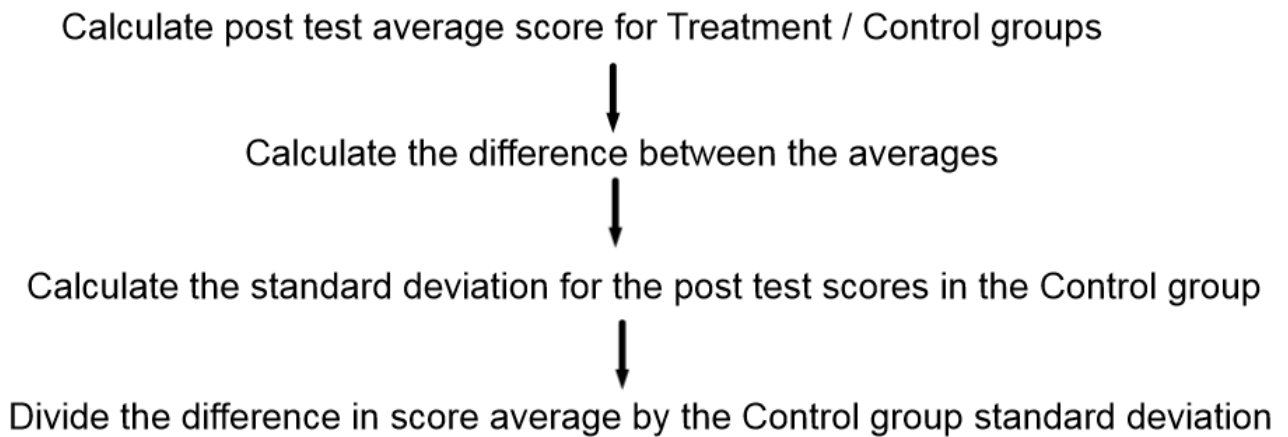 Calculate post test average score for Treatment / Control groups
Calculate the difference between the averages
Calculate the standard deviation for the post test scores in the Control group
Divide the difference in score average by the Control group standard deviation